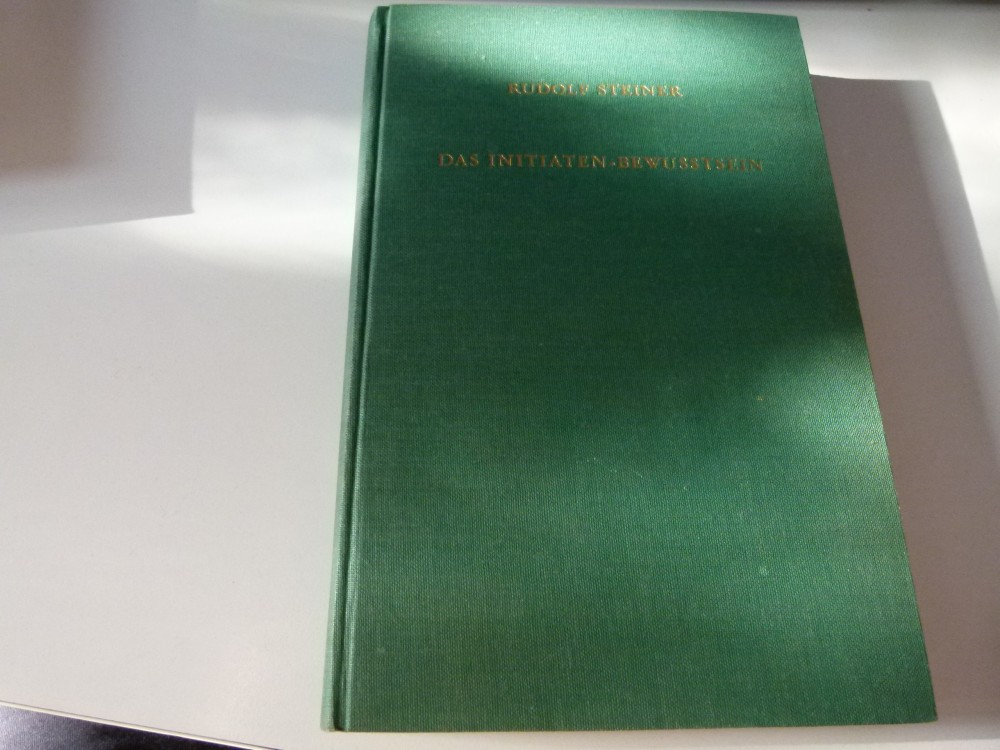 RUDOLF STEINER
DAS INITIATEN-BEWUSSTSEIN